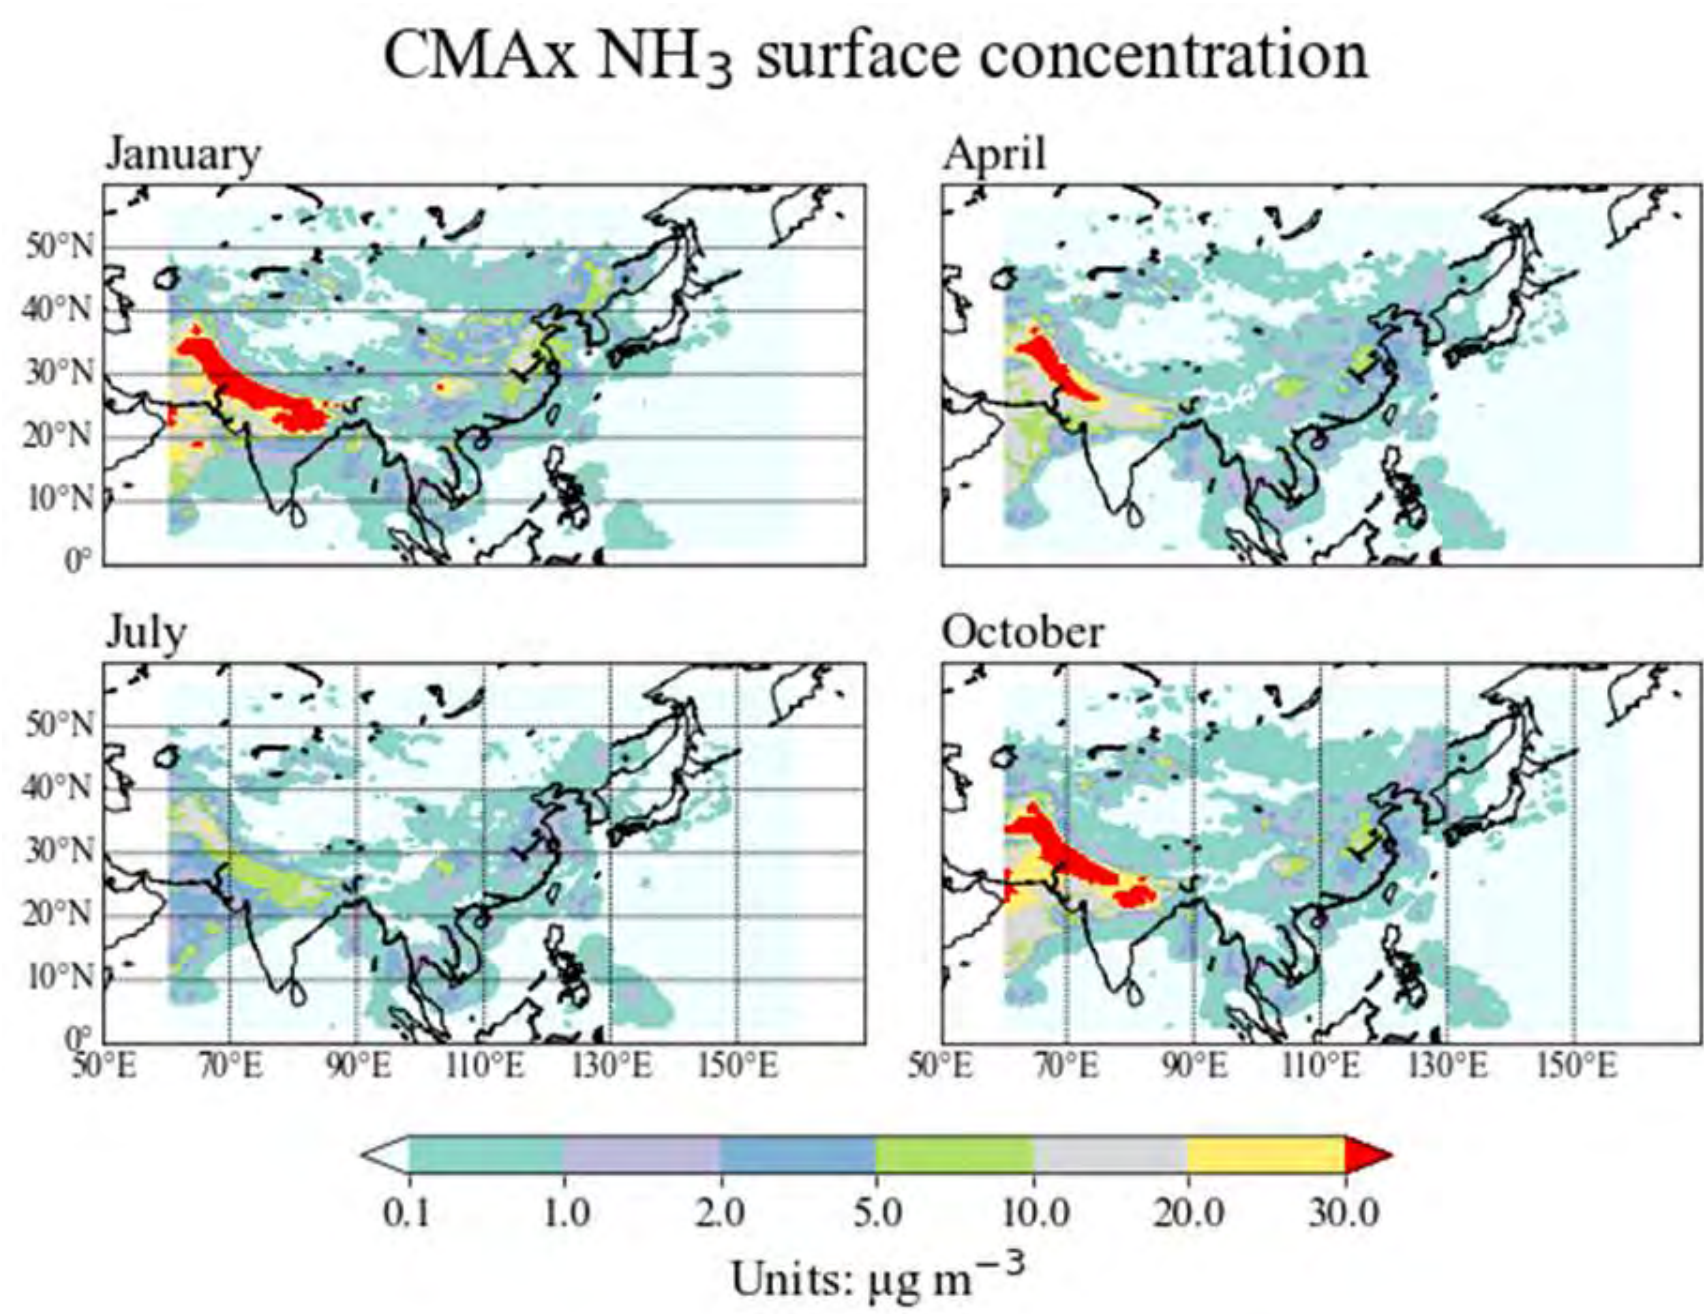 CMAx NH₃ surface concentration
January
April
50°N
40°N
30°N
20°N
10°N
0°
July
October
50°N
40°N
30°N
20°N
10°N
0°
50°E 70°E 90°E 110°E 130°E 150°E
50°E 70°E 90°E 110°E 130°E 150°E
0.1 1.0 2.0 5.0 10.0 20.0 30.0
Units: μg m⁻³